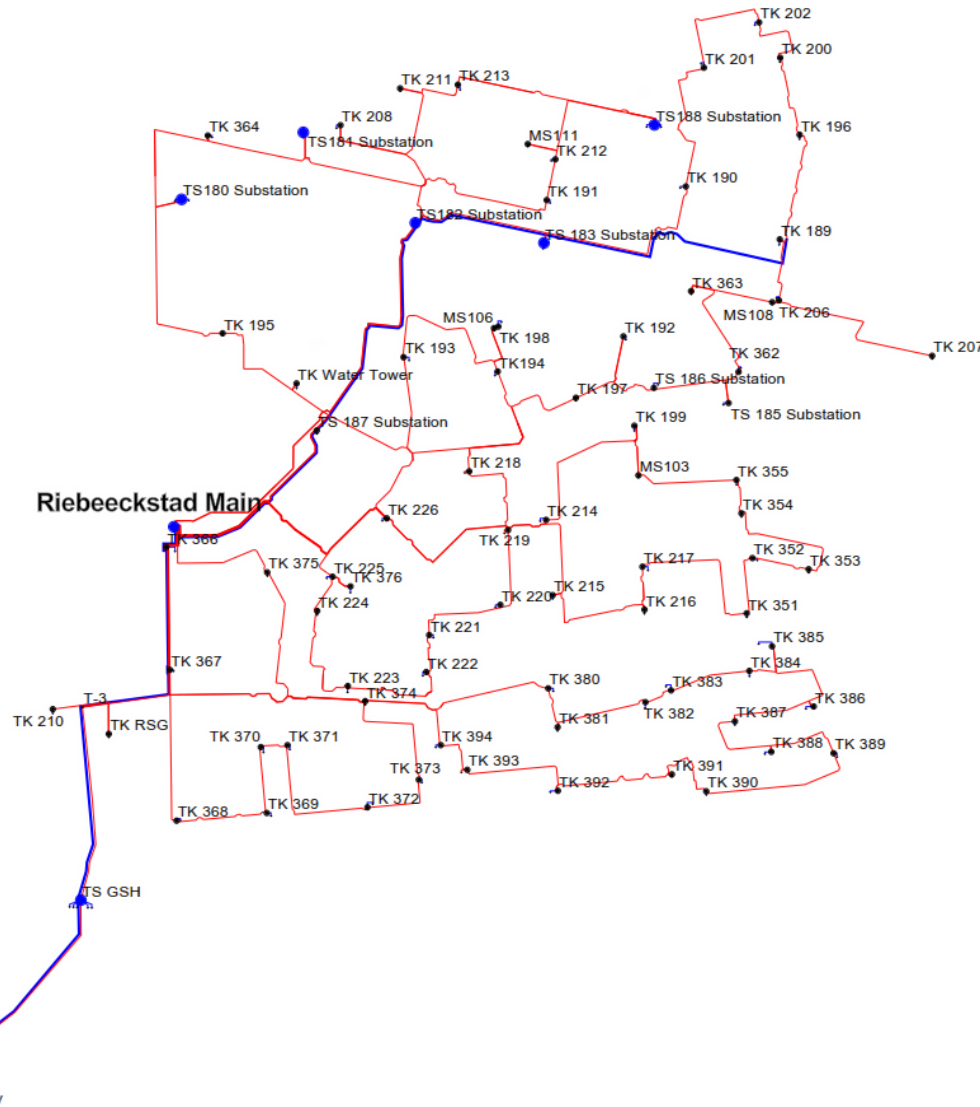 TK 202
TK 200
TK 201
TK 211
TK 213
TK 208
TS188 Substation
TK 364
TS181 Substation
MS111
TK 212
TK 196
TS180 Substation
TK 191
TK 190
TS182 Substation
TS 183 Substation
TK 189
TK 363
MS108
TK 206
MS106
TK 198
TK 192
TK 195
TK 193
TK 207
TK 362
TK194
TK Water Tower
TK 197
TS 186 Substation
TS 187 Substation
TK 199
TS 185 Substation
TK 218
MS103
TK 355
Riebeeckstad Main
TK 226
TK 214
TK 354
TK 366
TK 219
TK 352
TK 353
TK 375
TK 225
TK 376
TK 217
TK 224
TK 220
TK 215
TK 216
TK 351
TK 221
TK 385
TK 367
TK 222
TK 384
TK 223
TK 380
TK 383
T-3
TK 374
TK 386
TK 210
TK RSG
TK 381
TK 382
TK 387
TK 370
TK 371
TK 394
TK 388
TK 389
TK 373
TK 393
TK 391
TK 368
TK 369
TK 372
TK 392
TK 390
TS GSH